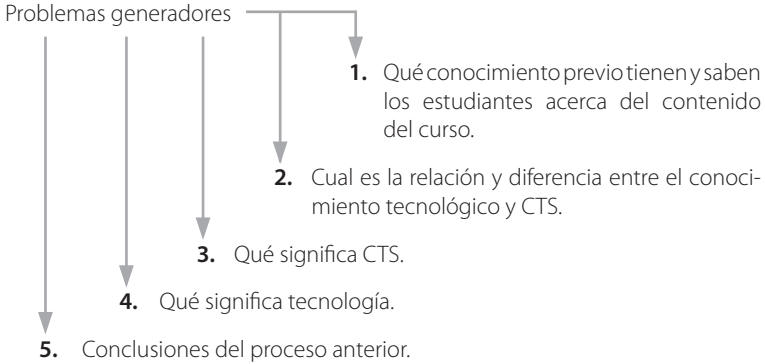 Problemas generadores
1. Qué conocimiento previo tienen y saben
los estudiantes acerca del contenido
del curso.
2. Cual es la relación y diferencia entre el conoci-
miento tecnológico y CTS.
3. Qué significa CTS.
4. Qué significa tecnología.
5. Conclusiones del proceso anterior.